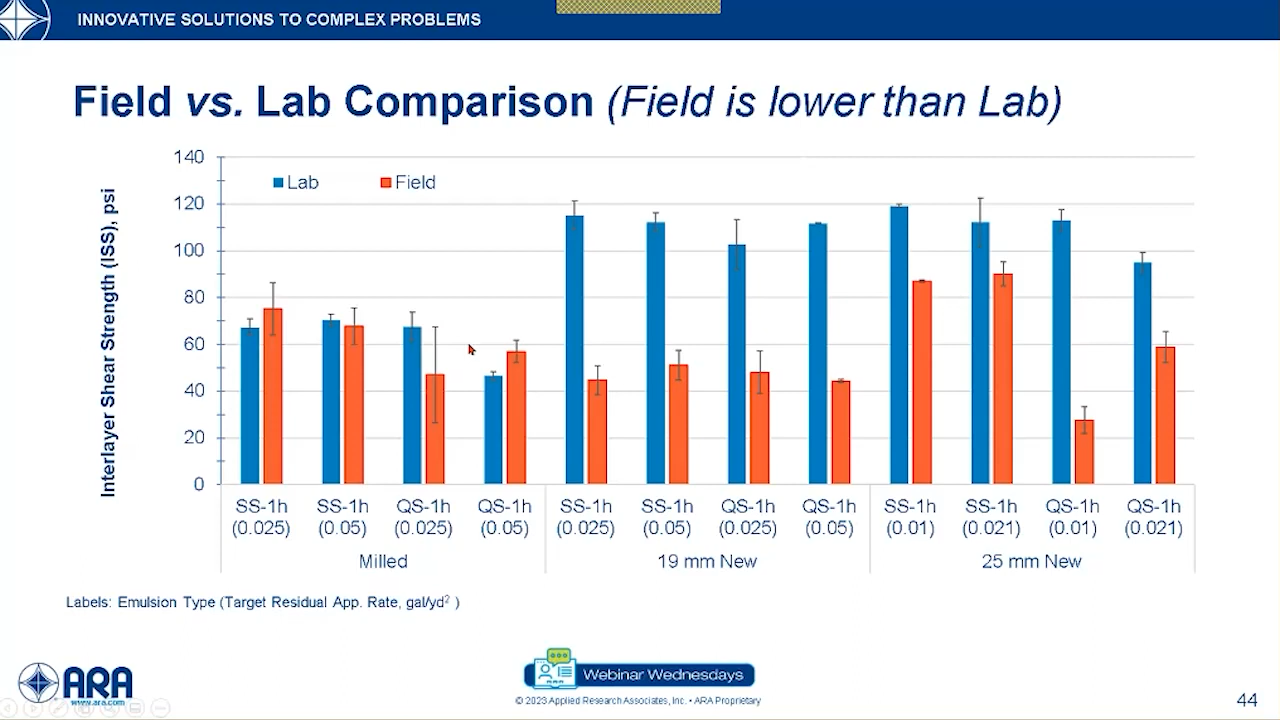 INNOVATIVE SOLUTIONS TO COMPLEX PROBLEMS
Field vs. Lab Comparison (Field is lower than Lab)
Interlayer Shear Strength (ISS), psi
140
120
100
80
60
40
20
0
Lab Field
SS-1h SS-1h QS-1h QS-1h SS-1h SS-1h QS-1h QS-1h SS-1h SS-1h QS-1h QS-1h
(0.025) (0.05) (0.025) (0.05) (0.025) (0.05) (0.025) (0.05) (0.01) (0.021) (0.01) (0.021)
Milled 19 mm New 25 mm New
Labels: Emulsion Type (Target Residual App. Rate, gal/yd² )
ARA
www.ara.com
Webinar Wednesdays
© 2023 Applied Research Associates, Inc. • ARA Proprietary
44